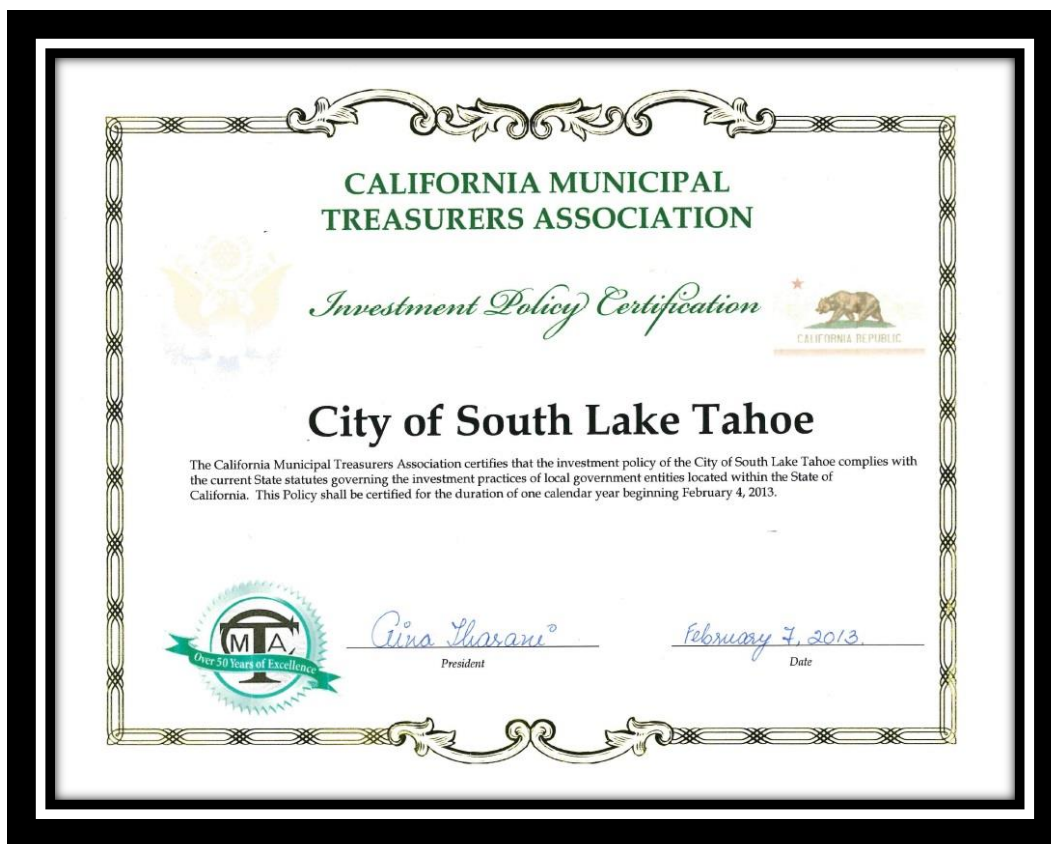 CALIFORNIA MUNICIPAL
TREASURERS ASSOCIATION
Investment Policy Certification
CALIFORNIA REPUBLIC
City of South Lake Tahoe
The California Municipal Treasurers Association certifies that the investment policy of the City of South Lake Tahoe complies with
the current State statutes governing the investment practices of local government entities located within the State of
California. This Policy shall be certified for the duration of one calendar year beginning February 4, 2013.
CMTA
Over 50 Years of Excellence
Tharani
February 7, 2013.
President
Date